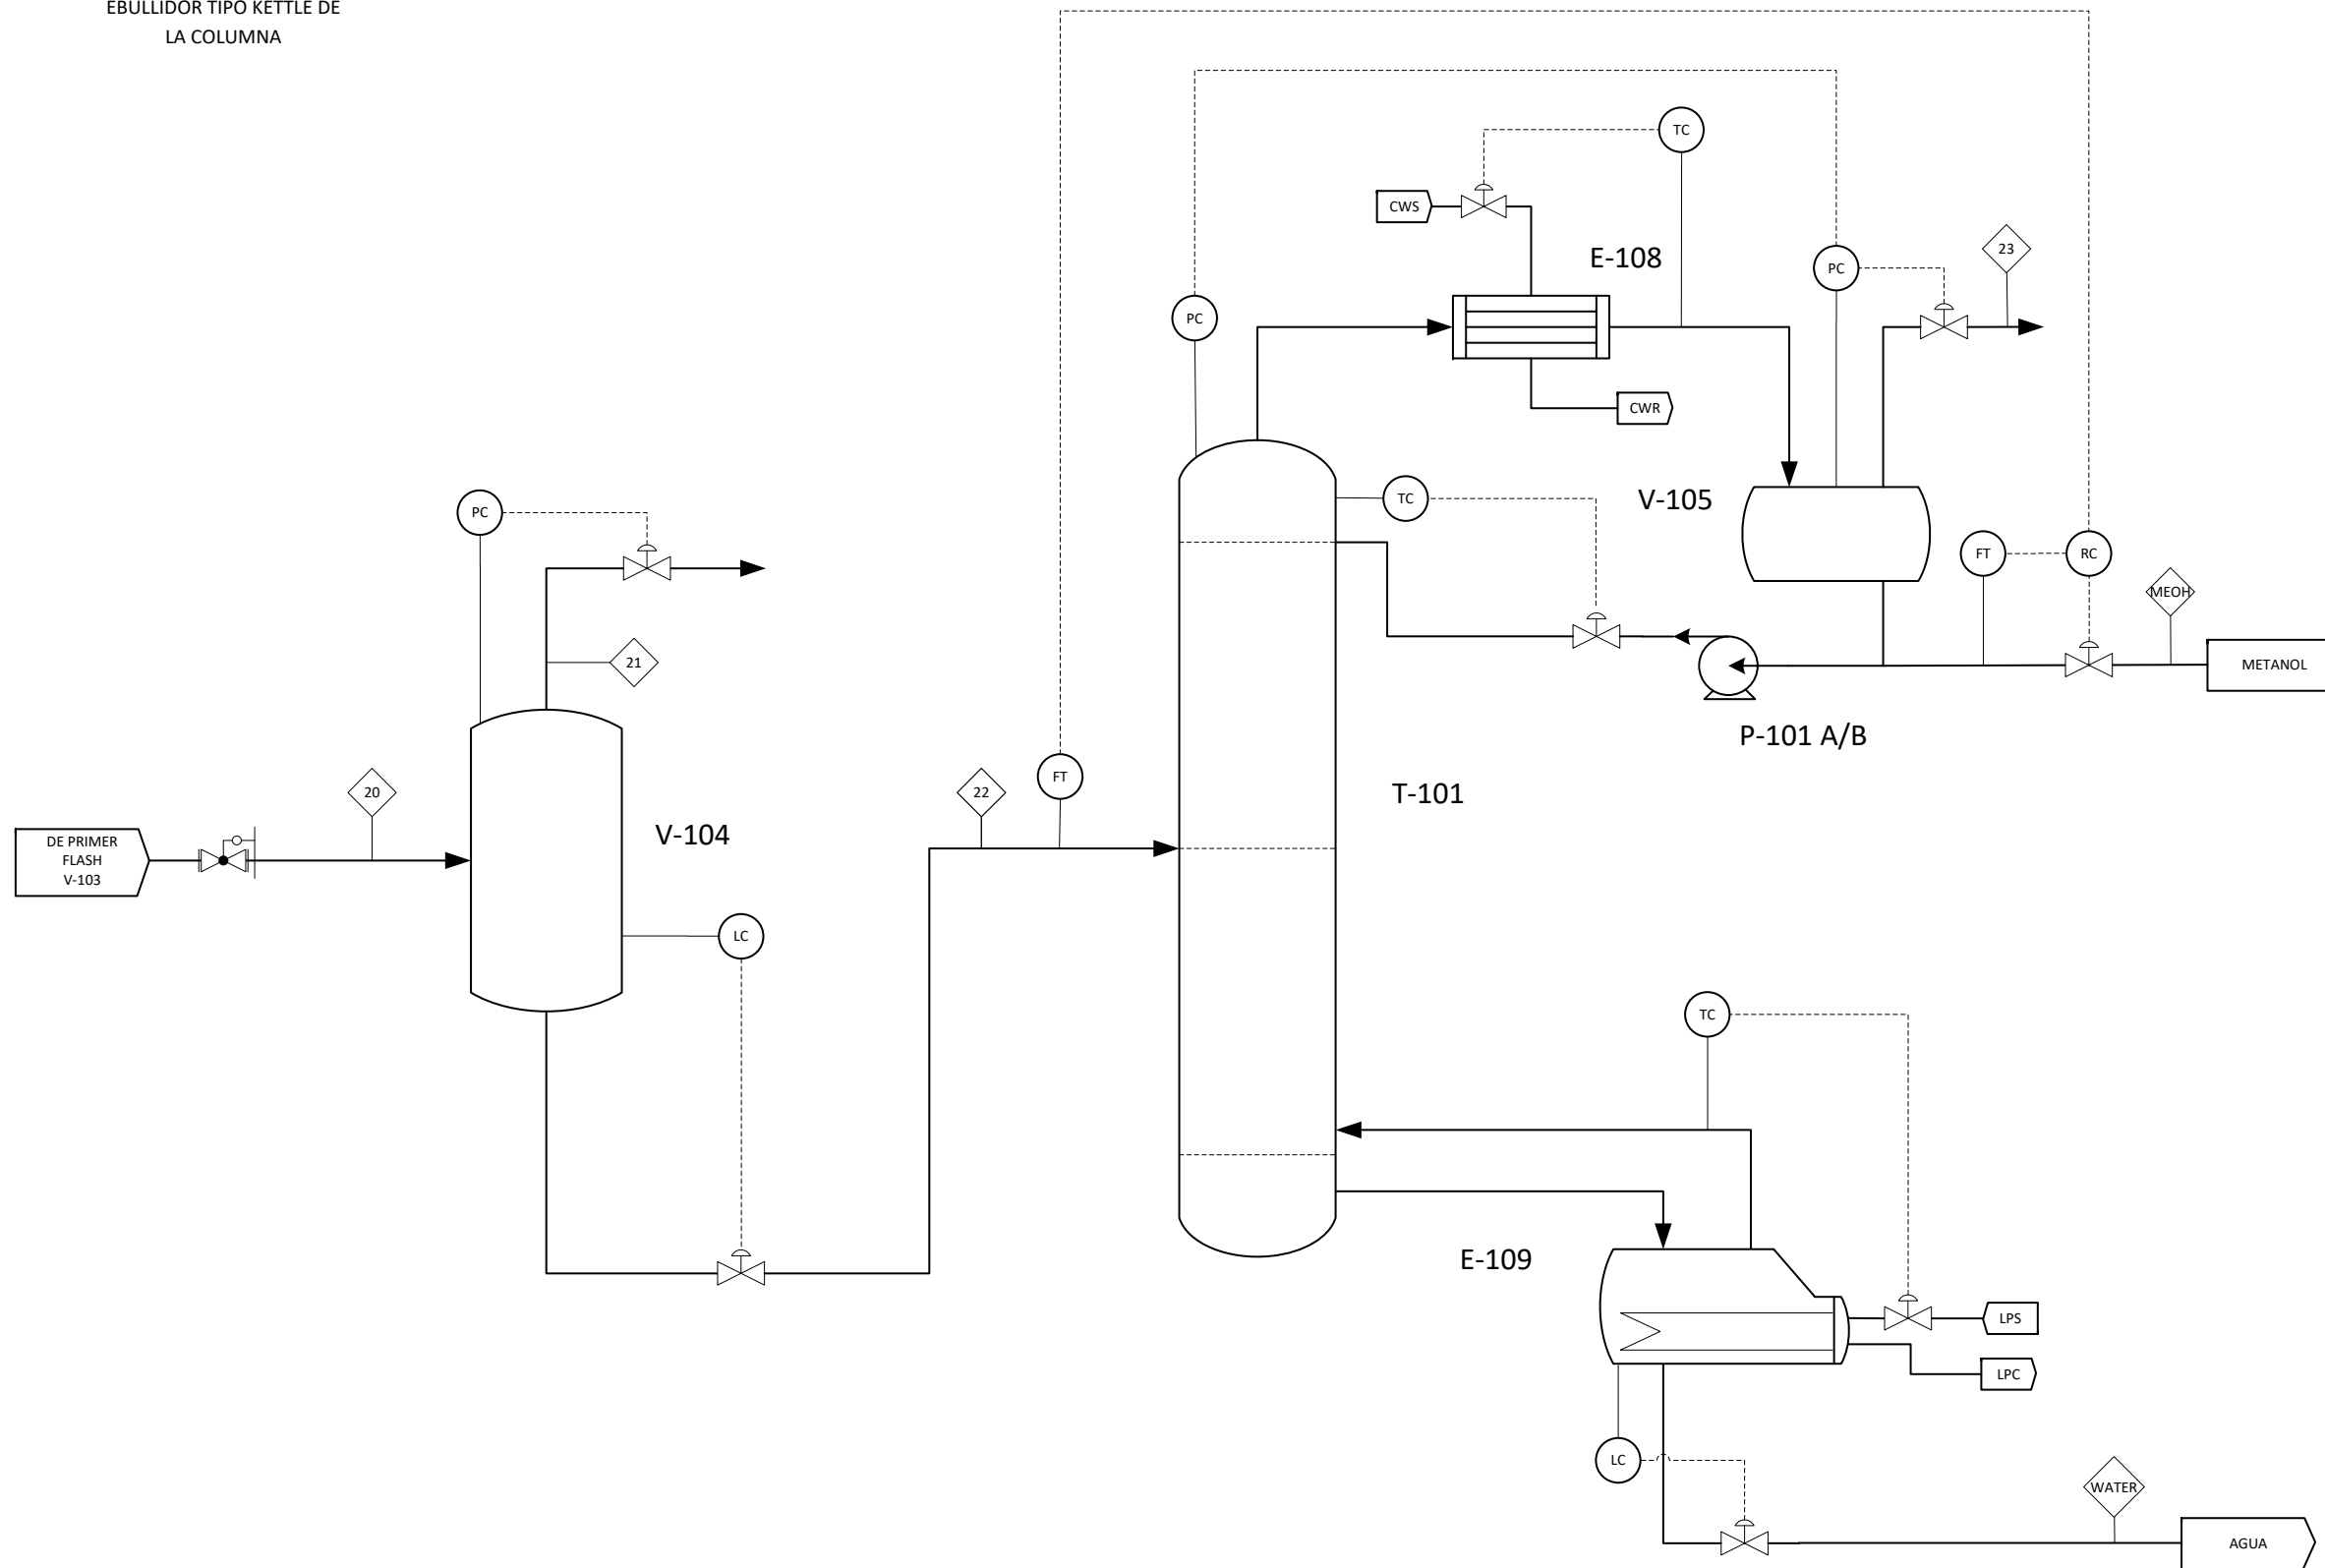 EBULLIDOR TIPO KETTLE DE
LA COLUMNA
TC
CWS
E-108
23
PC
PC
CWR
TC
V-105
PC
FT
RC
MEOH
21
METANOL
P-101 A/B
FT
22
20
T-101
V-104
DE PRIMER
FLASH
V-103
LC
TC
E-109
LPS
LPC
LC
WATER
AGUA